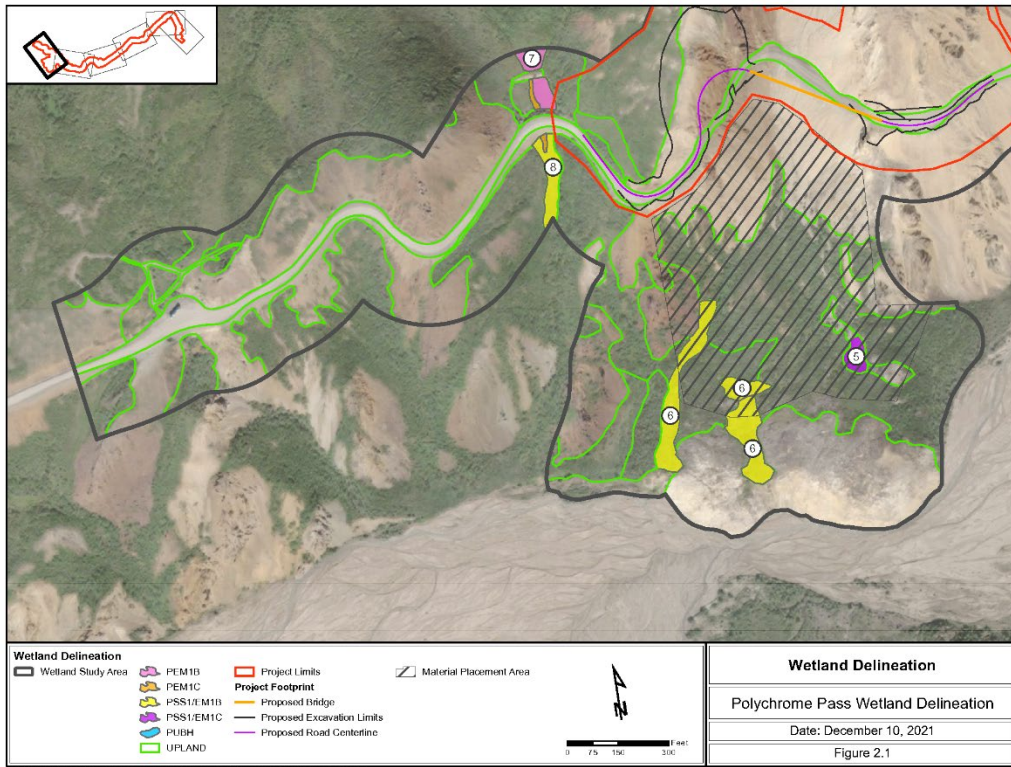 7
8
5
6
6
6
Wetland Delineation
Wetland Study Area
PEM1B
PEM1C
PSS1/EM1B
PSS1/EM1C
PUBH
UPLAND
Project Limits
Project Footprint
Proposed Bridge
Proposed Excavation Limits
Proposed Road Centerline
Material Placement Area
Feet
0 75 150 300
Wetland Delineation
Polychrome Pass Wetland Delineation
Date: December 10, 2021
Figure 2.1